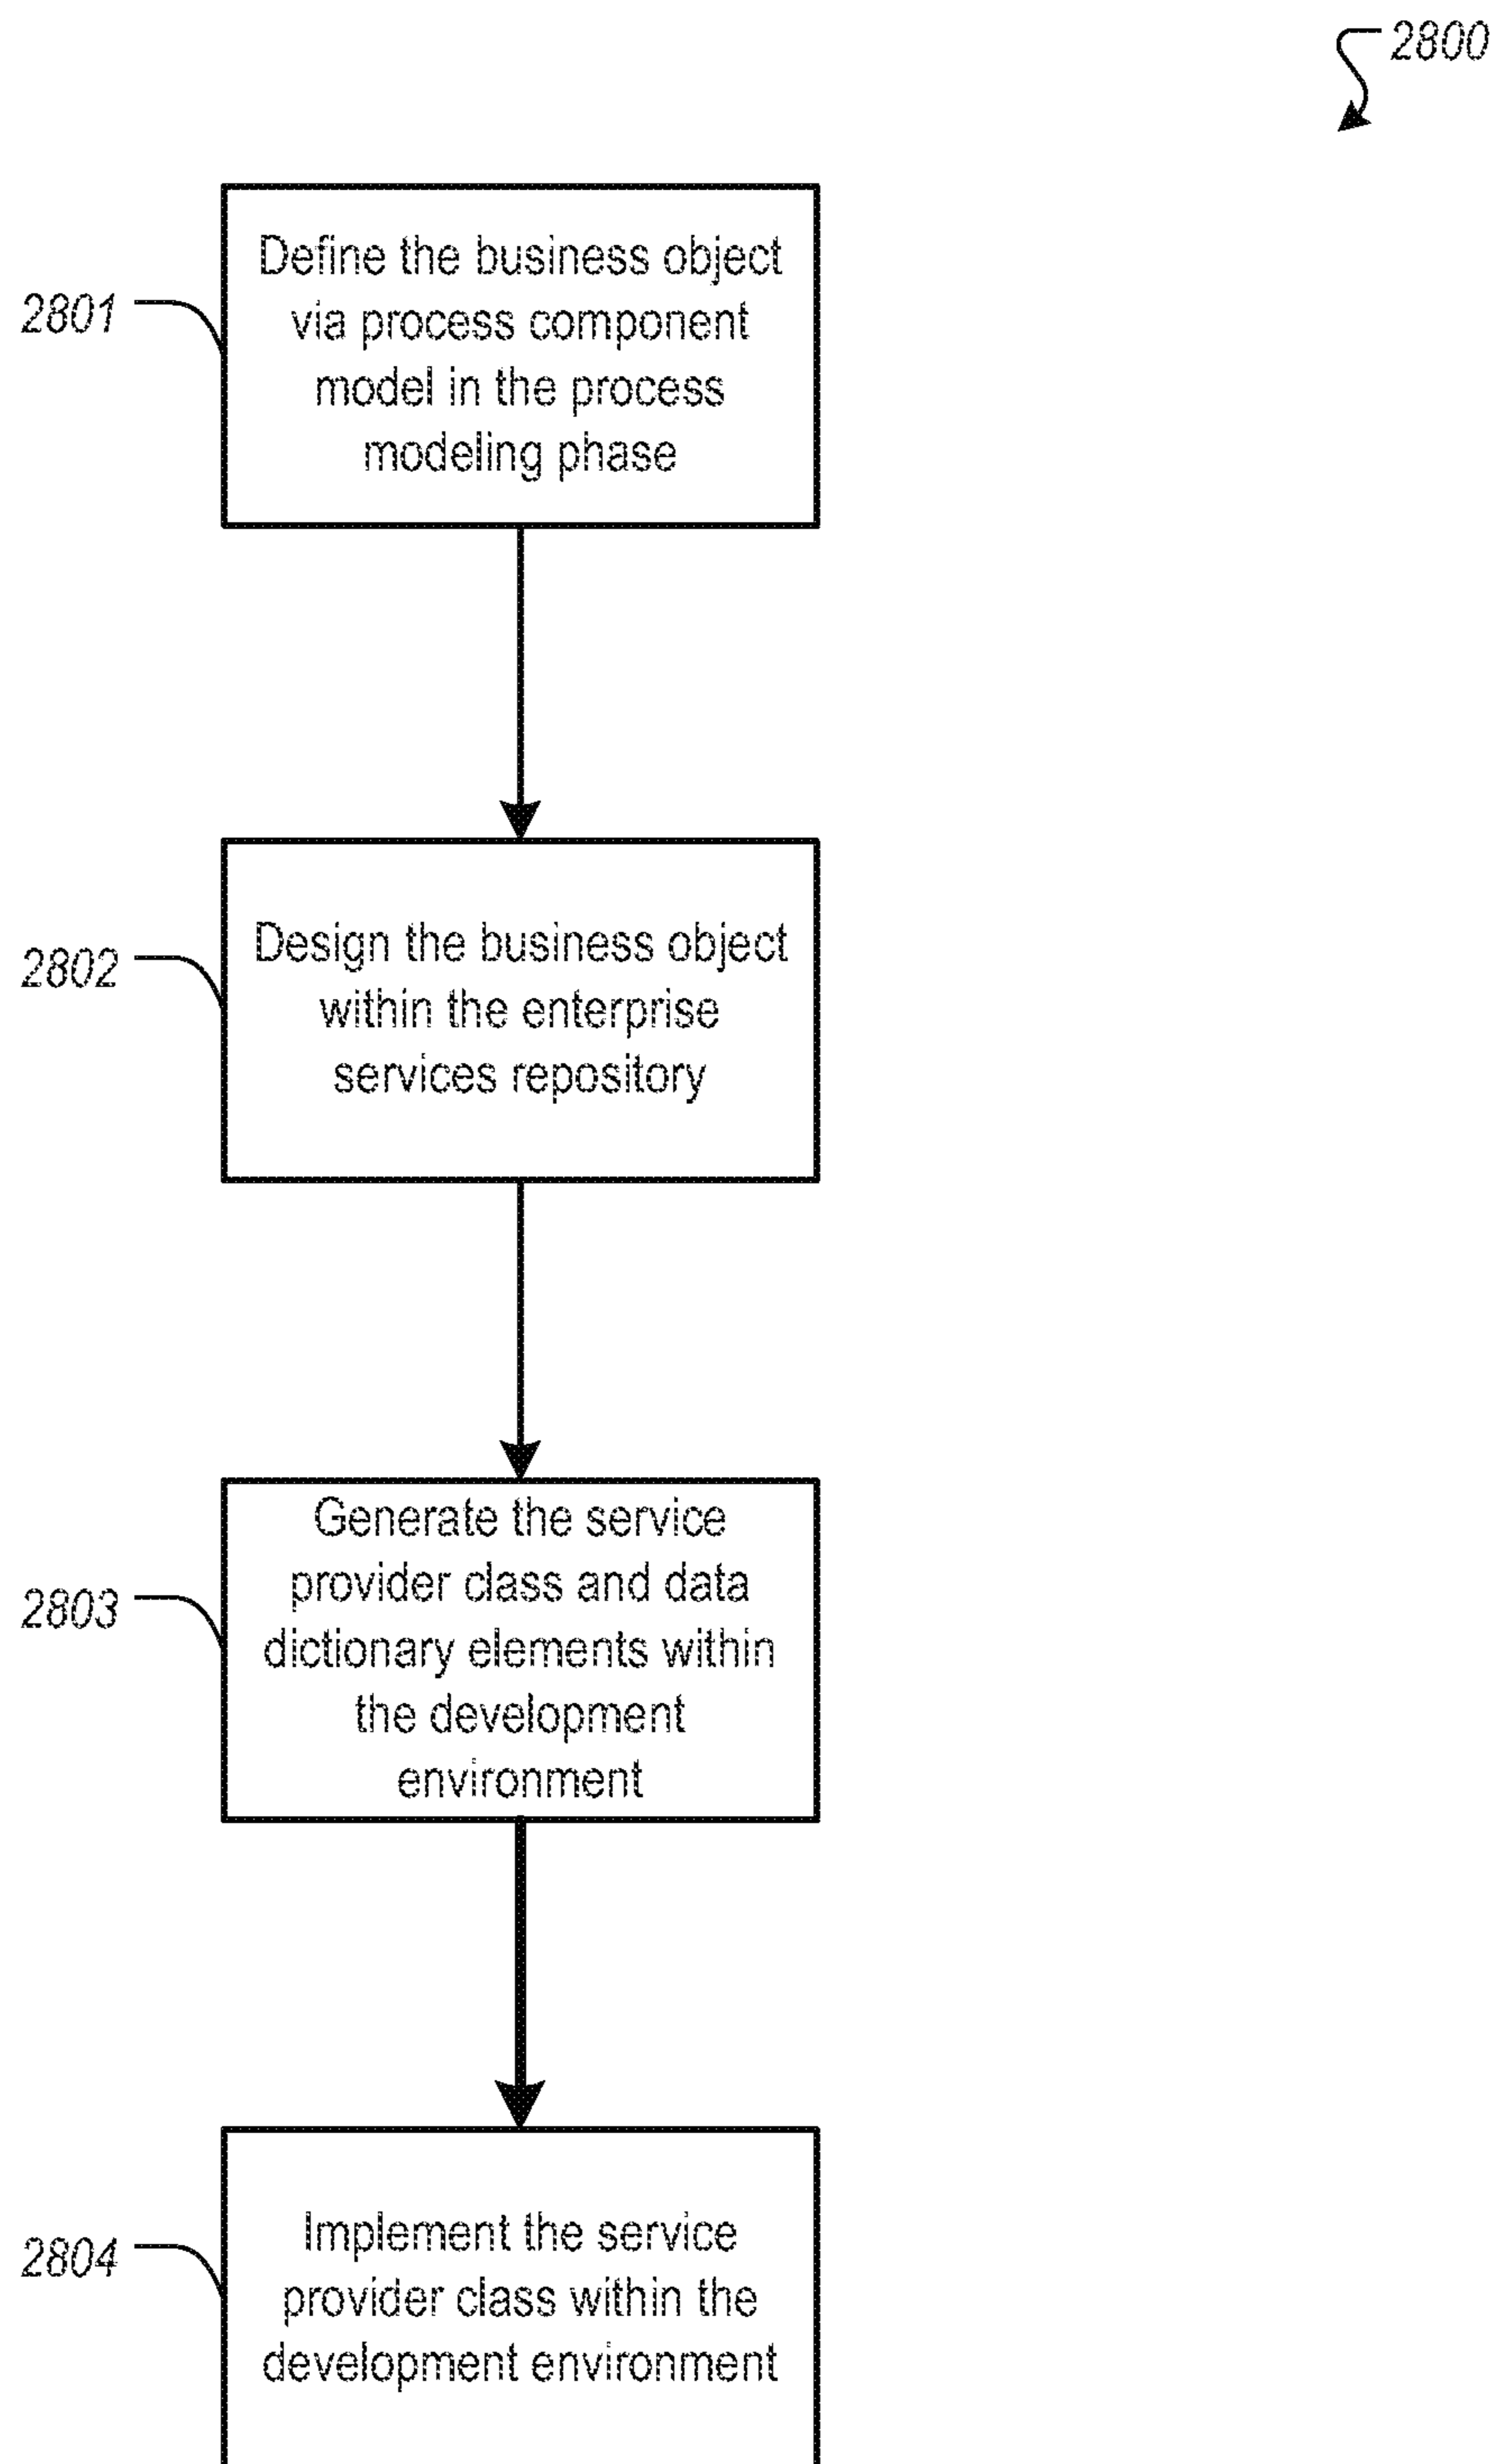 2800
2801
Define the business object
via process component
model in the process
modeling phase
2802
Design the business object
within the enterprise
services repository
2803
Generate the service
provider class and data
dictionary elements within
the development
environment
2804
Implement the service
provider class within the
development environment